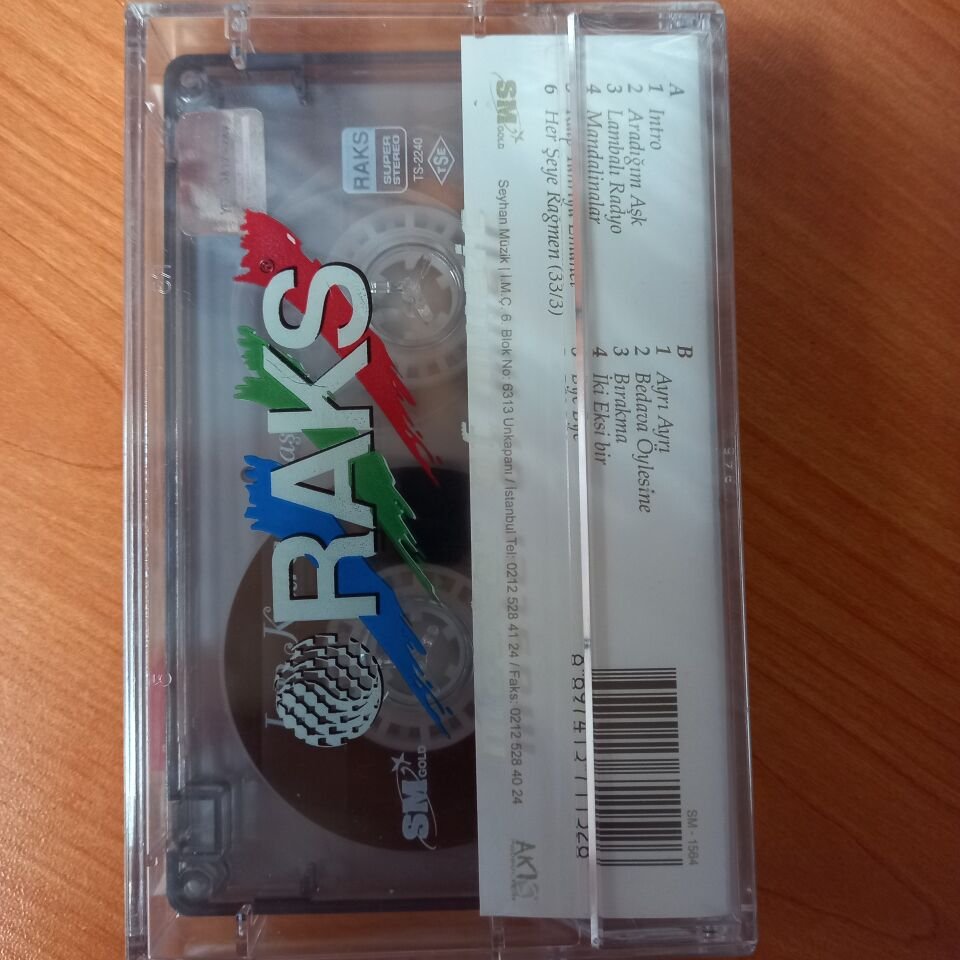 A
1 Intro
2 Aradığım Aşk
3 Lambalı Radyo
4 Mandalinalar
6 Her Şeye Rağmen (33/3)
B
1 Ayrı Ayrı
2 Bedava Öylesine
3 Bırakma
4 İki Eksi bir
SM - 1564
SM
GOLD
Seyhan Müzik | İ.M.Ç. 6. Blok No: 6313 Unkapanı / İstanbul Tel: 0212 528 41 24 / Faks: 0212 528 40 24
RAKS
SUPER
STEREO
TS-2240
TSE
RAKS
®
SM
GOLD